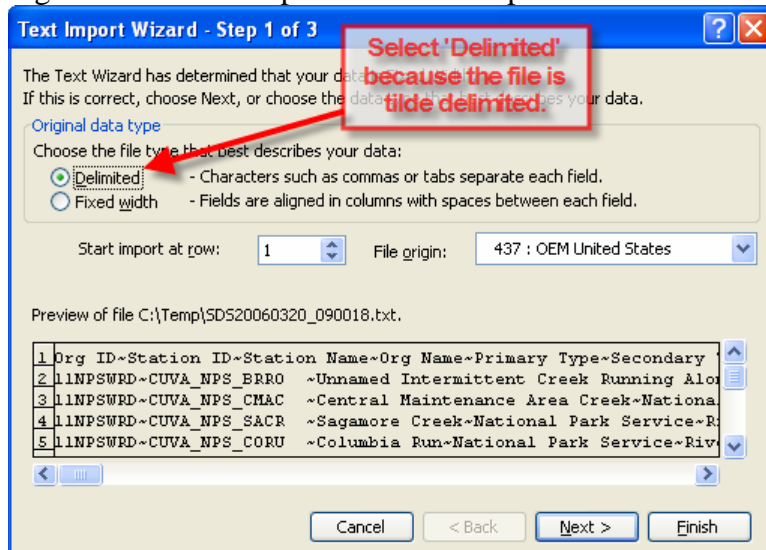 Text Import Wizard - Step 1 of 3
Select 'Delimited'
because the file is
tilde delimited.
The Text Wizard has determined that your
If this is correct, choose Next, or choose the data your data.
Original data type
Choose the file type that best describes your data:
Delimited - Characters such as commas or tabs separate each field.
Fixed width - Fields are aligned in columns with spaces between each field.
Start import at row: 1 File origin: 437 : OEM United States
Preview of file C:\Temp\SDS20060320_090018.txt.
1 Org ID~Station ID~Station Name~Org Name~Primary Type~Secondary
2 11NPSWRD~CUVA_NPS_BRRO ~Unnamed Intermittent Creek Running Alo
3 11NPSWRD~CUVA_NPS_CMAC ~Central Maintenance Area Creek~Nationa
4 11NPSWRD~CUVA_NPS_SACR ~Sagamore Creek~National Park Service~R
5 11NPSWRD~CUVA_NPS_CORU ~Columbia Run~National Park Service~Riv
Cancel < Back Next > Finish